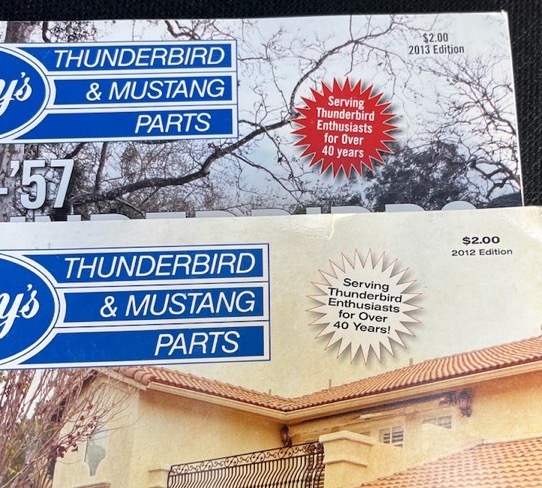 THUNDERBIRD
& MUSTANG
PARTS
$2.00
2013 Edition
Serving
Thunderbird
Enthusiasts
for Over
40 years
-'57
THUNDERBIRD
& MUSTANG
PARTS
$2.00
2012 Edition
Serving
Thunderbird
Enthusiasts
for Over
40 Years!